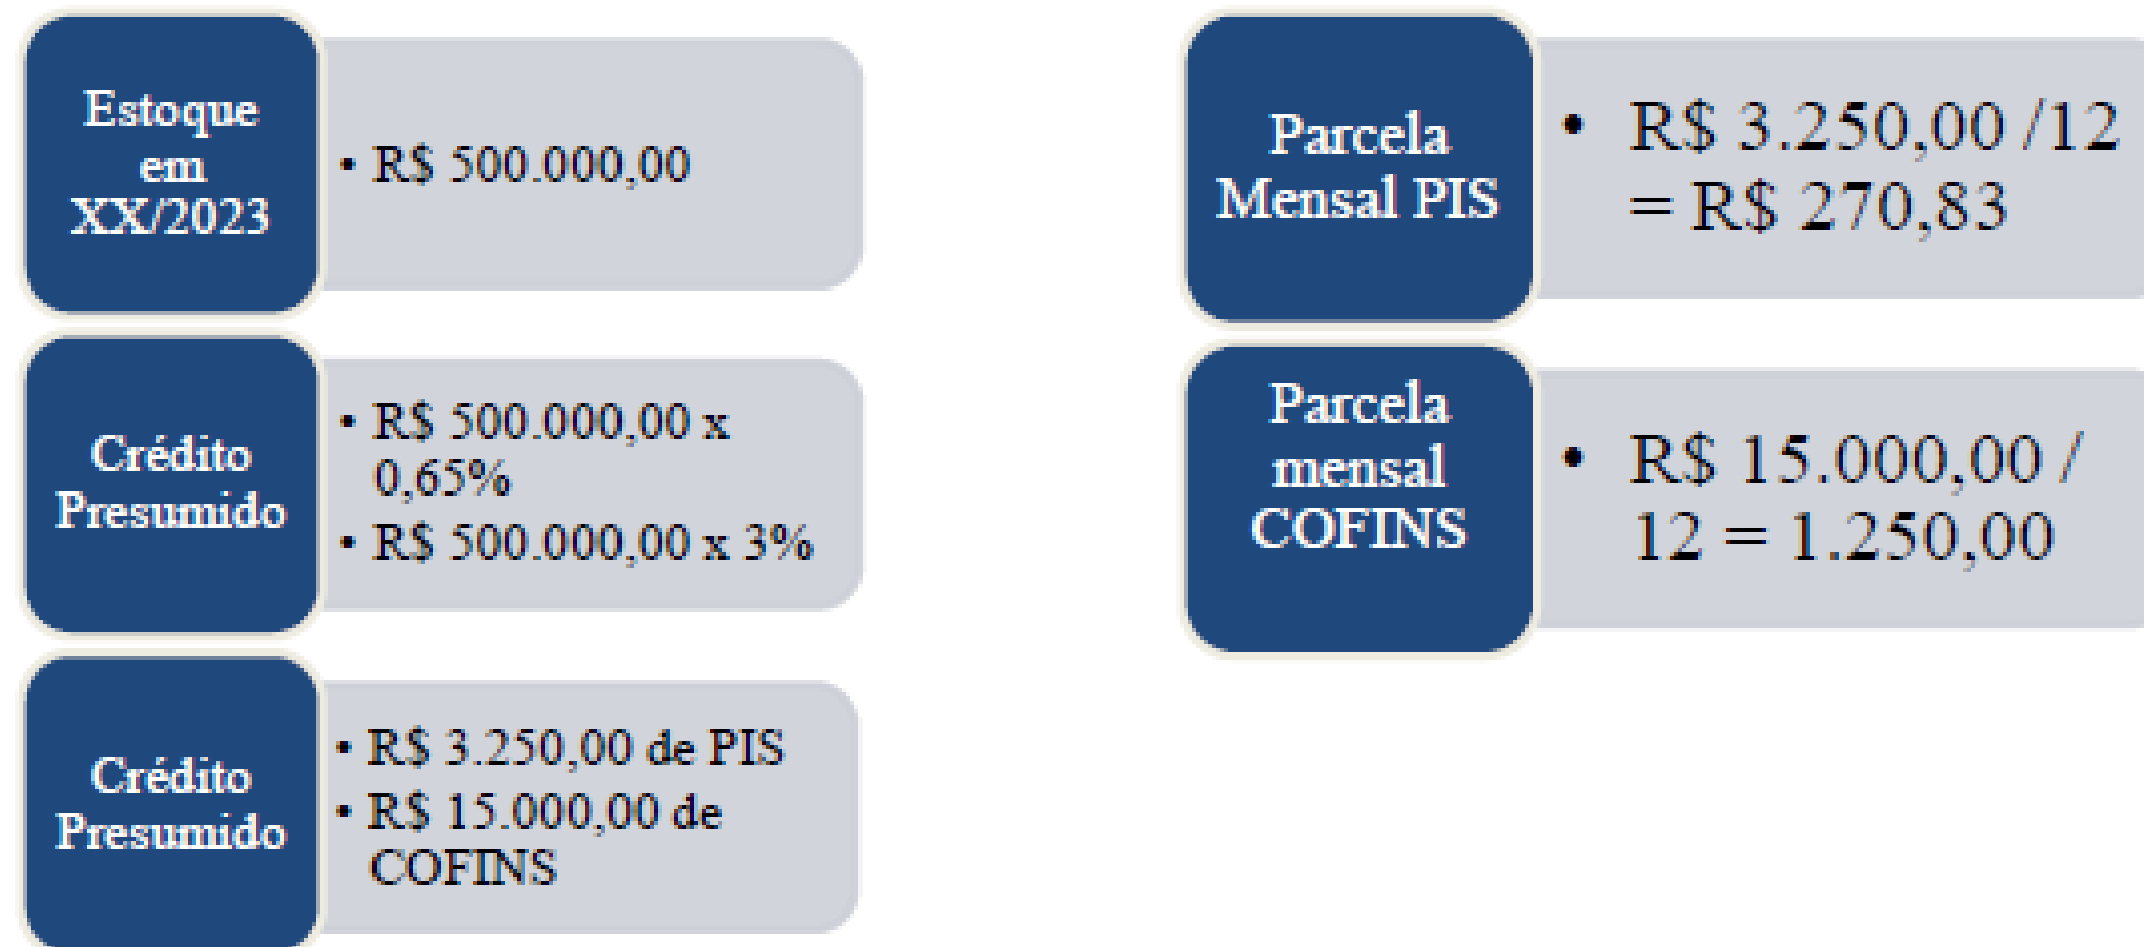 Estoque
em
XX/2023
• R$ 500.000,00
Crédito
Presumido
• R$ 500.000,00 x
0,65%
• R$ 500.000,00 x 3%
Crédito
Presumido
• R$ 3.250,00 de PIS
• R$ 15.000,00 de
COFINS
Parcela
Mensal PIS
• R$ 3.250,00 /12
= R$ 270,83
Parcela
mensal
COFINS
• R$ 15.000,00 /
12 = 1.250,00